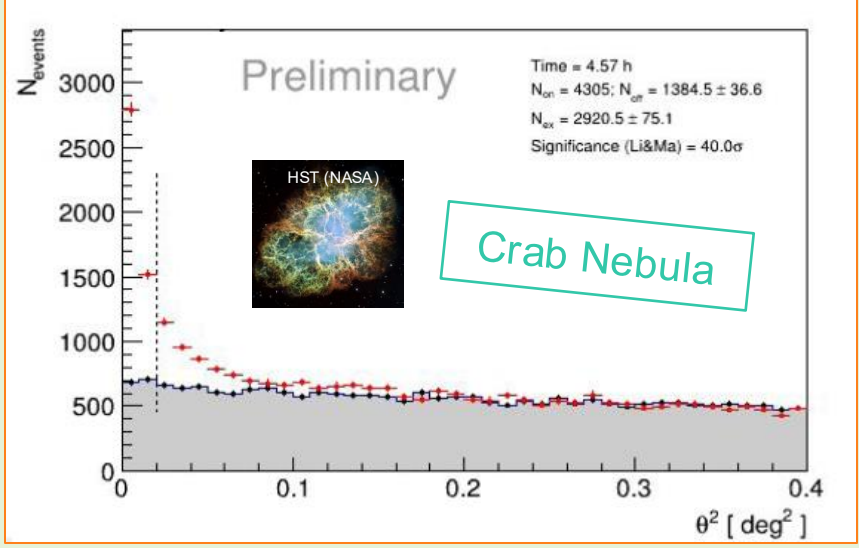 N_events
3000
2500
2000
1500
1000
500
0
Preliminary
Time = 4.57 h
N_on = 4305; N_off = 1384.5 ± 36.6
N_ex = 2920.5 ± 75.1
Significance (Li&Ma) = 40.0σ
HST (NASA)
Crab Nebula
0 0.1 0.2 0.3 0.4
θ² [ deg² ]